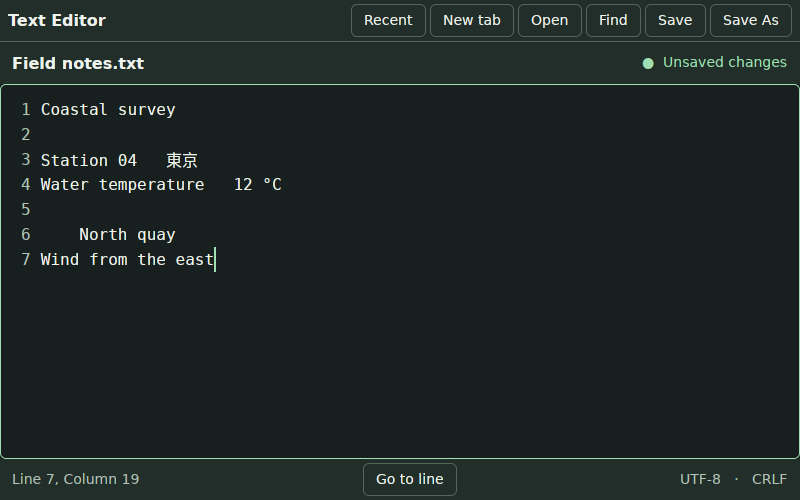 Text Editor Recent New tab Open Find Save Save As
Field notes.txt ● Unsaved changes
1 Coastal survey
2
3 Station 04   東京
4 Water temperature   12 °C
5
6     North quay
7 Wind from the east
Line 7, Column 19 Go to line UTF-8 · CRLF